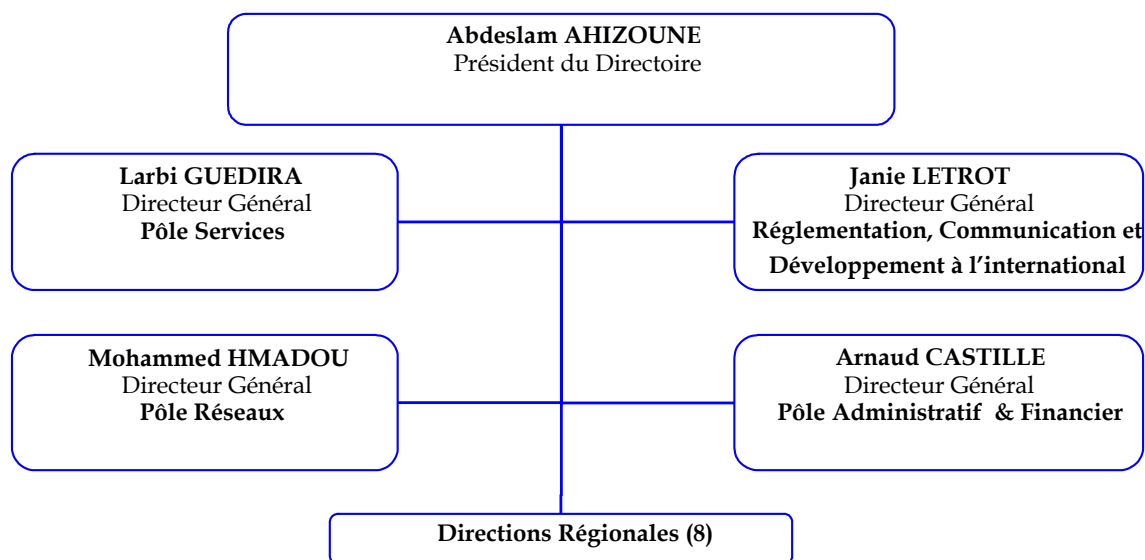 Abdeslam AHIZOUNE
Président du Directoire
Larbi GUEDIRA
Directeur Général
Pôle Services
Janie LETROT
Directeur Général
Réglementation, Communication et
Développement à l’international
Mohammed HMADOU
Directeur Général
Pôle Réseaux
Arnaud CASTILLE
Directeur Général
Pôle Administratif & Financier
Directions Régionales (8)